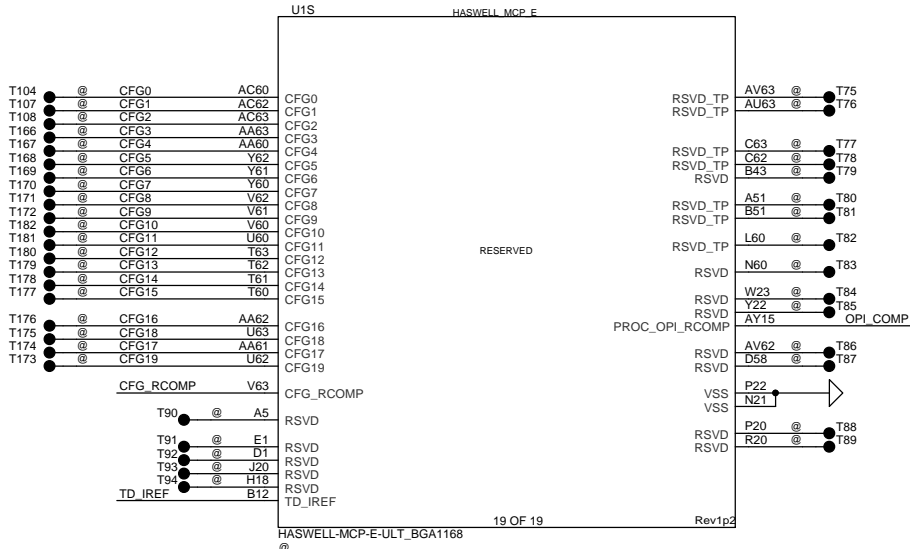 U1S HASWELL_MCP_E
T104 @ CFG0 AC60 CFG0 RSVD_TP AV63 @ T75
T107 @ CFG1 AC62 CFG1 RSVD_TP AU63 @ T76
T108 @ CFG2 AC63 CFG2
T166 @ CFG3 AA63 CFG3
T167 @ CFG4 AA60 CFG4 RSVD_TP C63 @ T77
T168 @ CFG5 Y62 CFG5 RSVD_TP C62 @ T78
T169 @ CFG6 Y61 CFG6 RSVD B43 @ T79
T170 @ CFG7 Y60 CFG7
T171 @ CFG8 V62 CFG8 RSVD_TP A51 @ T80
T172 @ CFG9 V61 CFG9 RSVD_TP B51 @ T81
T182 @ CFG10 V60 CFG10
T181 @ CFG11 U60 CFG11 RESERVED RSVD_TP L60 @ T82
T180 @ CFG12 T63 CFG12
T179 @ CFG13 T62 CFG13 RSVD N60 @ T83
T178 @ CFG14 T61 CFG14
T177 @ CFG15 T60 CFG15 RSVD W23 @ T84
RSVD Y22 @ T85
T176 @ CFG16 AA62 CFG16 PROC_OPI_RCOMP AY15 OPI_COMP
T175 @ CFG18 U63 CFG18
T174 @ CFG17 AA61 CFG17 RSVD AV62 @ T86
T173 @ CFG19 U62 CFG19 RSVD D58 @ T87
CFG_RCOMP V63 CFG_RCOMP VSS P22
VSS N21
T90 @ A5 RSVD
RSVD P20 @ T88
T91 @ E1 RSVD RSVD R20 @ T89
T92 @ D1 RSVD
T93 @ J20 RSVD
T94 @ H18 RSVD
TD_IREF B12 TD_IREF
19 OF 19 Rev1p2
HASWELL-MCP-E-ULT_BGA1168
@